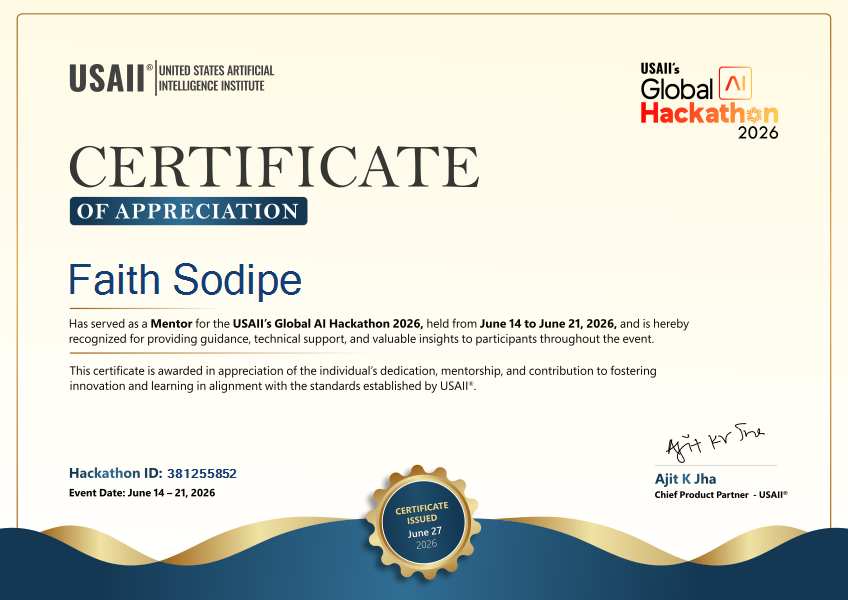 USAII® UNITED STATES ARTIFICIAL
INTELLIGENCE INSTITUTE
USAII's
Global AI
Hackathon
2026
CERTIFICATE
OF APPRECIATION
Faith Sodipe
Has served as a Mentor for the USAII's Global AI Hackathon 2026, held from June 14 to June 21, 2026, and is hereby
recognized for providing guidance, technical support, and valuable insights to participants throughout the event.
This certificate is awarded in appreciation of the individual's dedication, mentorship, and contribution to fostering
innovation and learning in alignment with the standards established by USAII®.
Ajit Kr Jha
Hackathon ID: 381255852
Event Date: June 14 – 21, 2026
Ajit K Jha
Chief Product Partner - USAII®
CERTIFICATE
ISSUED
June 27
2026